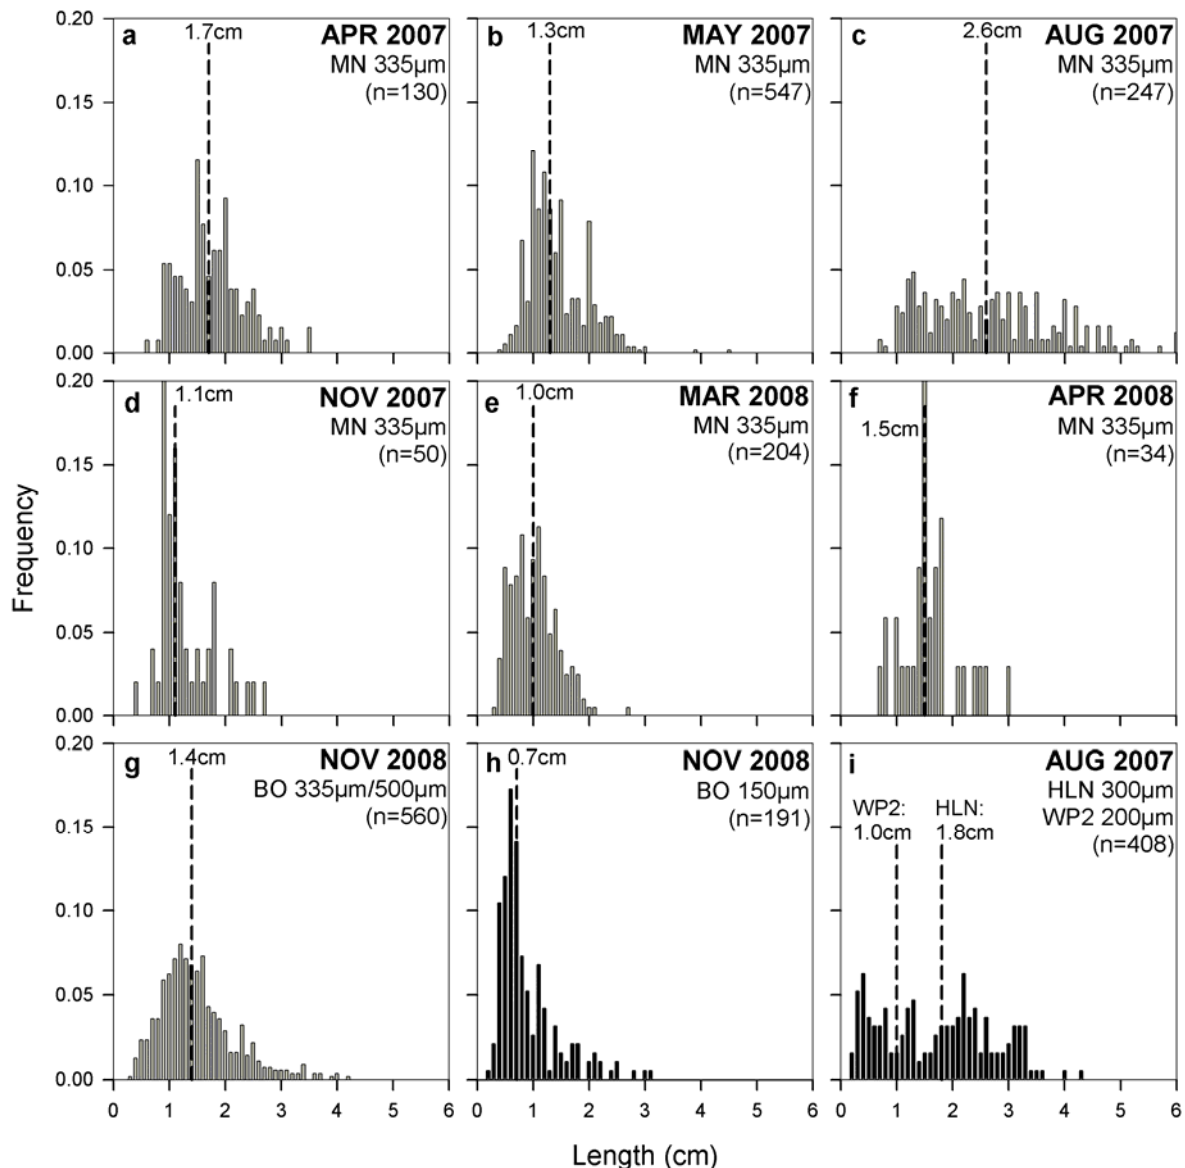 a
1.7cm
APR 2007
MN 335µm
(n=130)
b
1.3cm
MAY 2007
MN 335µm
(n=547)
c
2.6cm
AUG 2007
MN 335µm
(n=247)
0.20
0.15
0.10
0.05
0.00
d
1.1cm
NOV 2007
MN 335µm
(n=50)
e
1.0cm
MAR 2008
MN 335µm
(n=204)
f
1.5cm
APR 2008
MN 335µm
(n=34)
0.20
0.15
0.10
0.05
0.00
Frequency
g
1.4cm
NOV 2008
BO 335µm/500µm
(n=560)
h
0.7cm
NOV 2008
BO 150µm
(n=191)
i
AUG 2007
HLN 300µm
WP2 200µm
(n=408)
WP2:
1.0cm
HLN:
1.8cm
0.20
0.15
0.10
0.05
0.00
0 1 2 3 4 5 6
0 1 2 3 4 5 6
0 1 2 3 4 5 6
Length (cm)